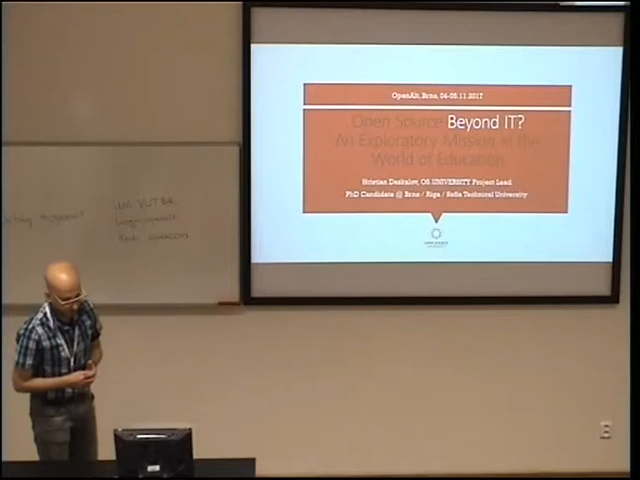 OpenAlt, Brno, 04-05.11.2017
Open Source Beyond IT?
An Exploratory Mission in the
World of Education
Hristian Daskalov, OS.UNIVERSITY Project Lead
PhD Candidate @ Brno / Riga / Sofia Technical University